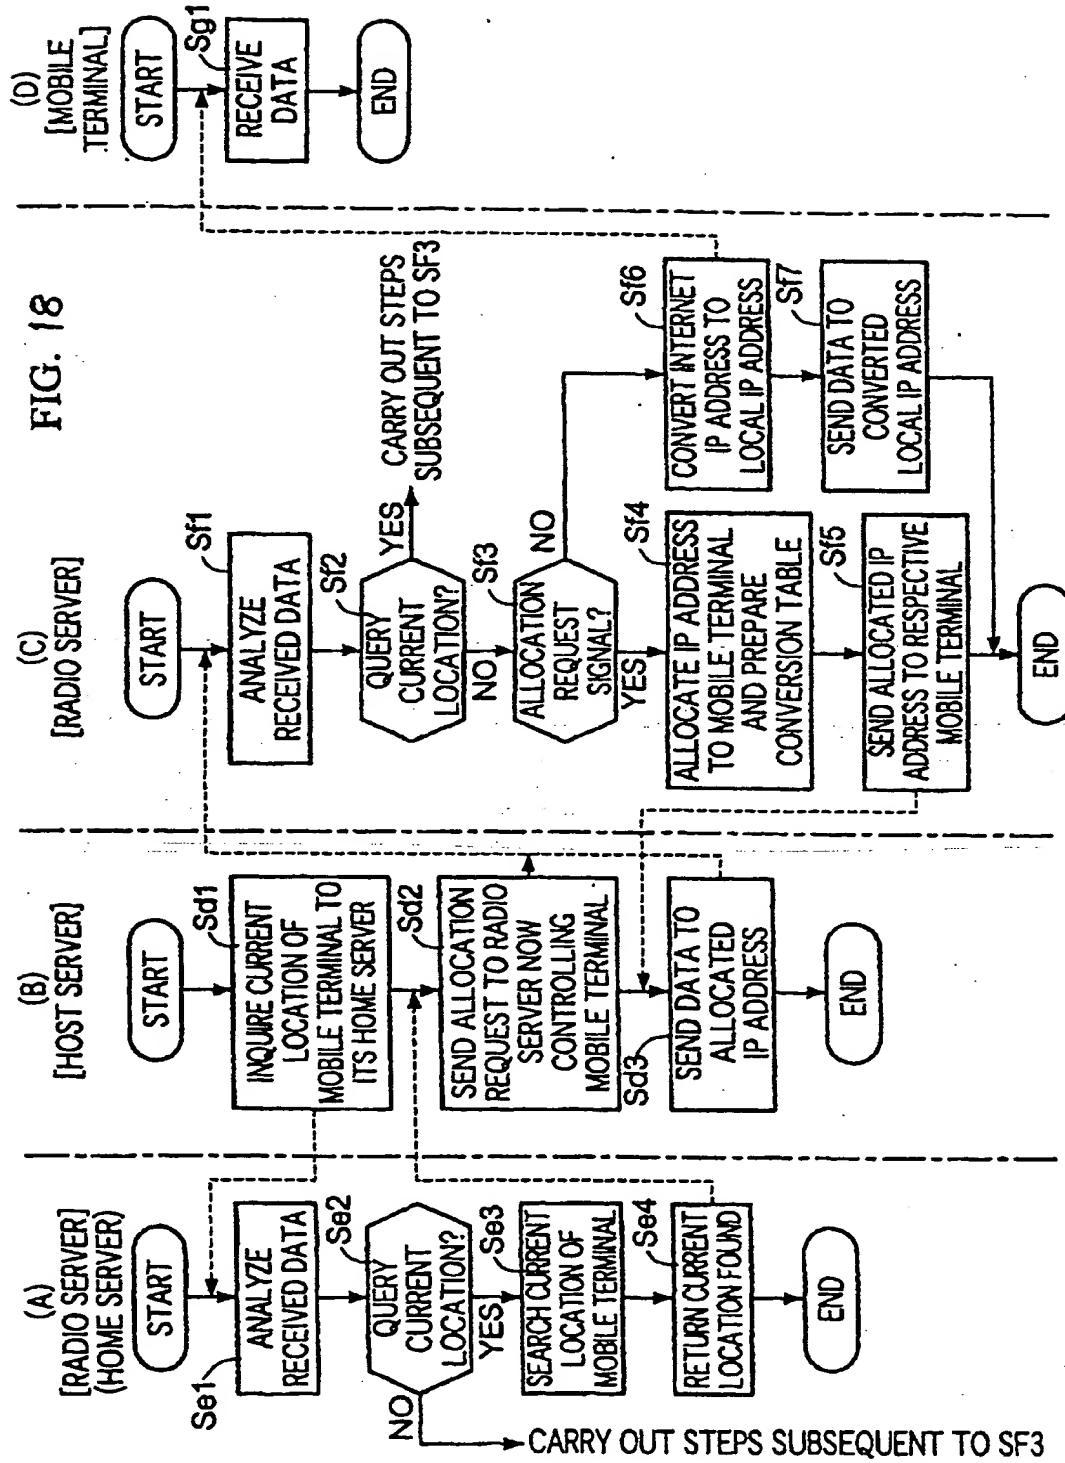 FIG. 18
(A)
[RADIO SERVER]
(HOME SERVER)
START
Se1
ANALYZE
RECEIVED DATA
Se2
QUERY
CURRENT
LOCATION?
NO
YES
CARRY OUT STEPS SUBSEQUENT TO SF3
Se3
SEARCH CURRENT
LOCATION OF
MOBILE TERMINAL
Se4
RETURN CURRENT
LOCATION FOUND
END
(B)
[HOST SERVER]
START
Sd1
INQUIRE CURRENT
LOCATION OF
MOBILE TERMINAL TO
ITS HOME SERVER
Sd2
SEND ALLOCATION
REQUEST TO RADIO
SERVER NOW
CONTROLLING
MOBILE TERMINAL
Sd3
SEND DATA TO
ALLOCATED
IP ADDRESS
END
(C)
[RADIO SERVER]
START
Sf1
ANALYZE
RECEIVED DATA
Sf2
QUERY
CURRENT
LOCATION?
YES
CARRY OUT STEPS
SUBSEQUENT TO SF3
NO
Sf3
ALLOCATION
REQUEST
SIGNAL?
NO
YES
Sf4
ALLOCATE IP ADDRESS
TO MOBILE TERMINAL
AND PREPARE
CONVERSION TABLE
Sf5
SEND ALLOCATED IP
ADDRESS TO RESPECTIVE
MOBILE TERMINAL
Sf6
CONVERT INTERNET
IP ADDRESS TO
LOCAL IP ADDRESS
Sf7
SEND DATA TO
CONVERTED
LOCAL IP ADDRESS
END
(D)
[MOBILE
TERMINAL]
START
Sg1
RECEIVE
DATA
END